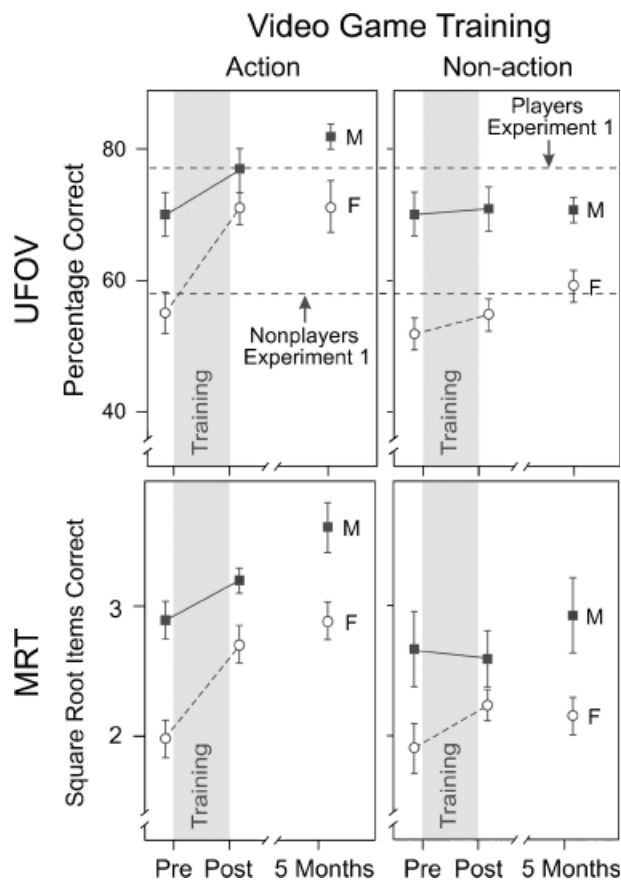 Video Game Training
Action
Non-action
UFOV
Percentage Correct
80
60
40
M
F
Nonplayers
Experiment 1
Training
Players
Experiment 1
M
F
Training
MRT
Square Root Items Correct
3
2
M
F
Training
M
F
Training
Pre Post 5 Months
Pre Post 5 Months